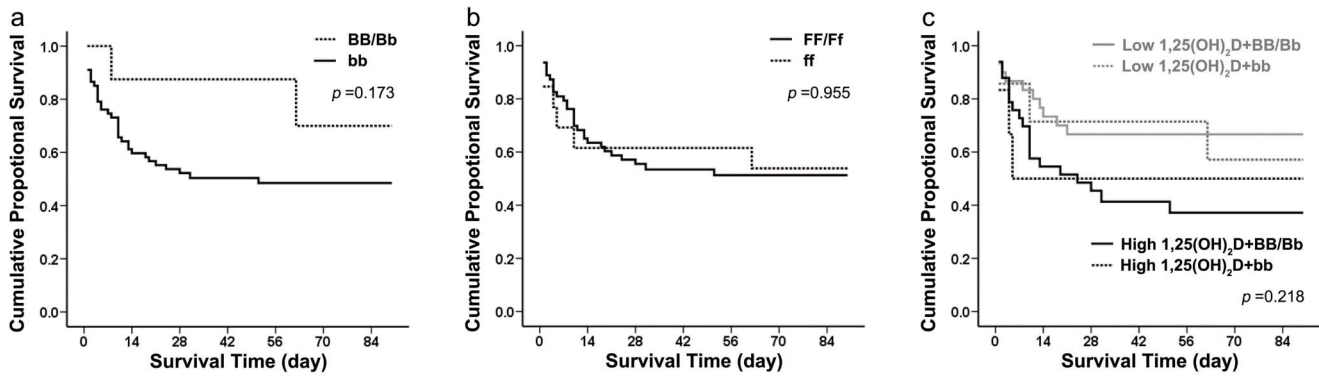 a
Cumulative Propotional Survival
1.0
0.8
0.6
0.4
0.2
0.0
0 14 28 42 56 70 84
Survival Time (day)
BB/Bb
bb
p =0.173
b
Cumulative Propotional Survival
1.0
0.8
0.6
0.4
0.2
0.0
0 14 28 42 56 70 84
Survival Time (day)
FF/Ff
ff
p =0.955
c
Cumulative Propotional Survival
1.0
0.8
0.6
0.4
0.2
0.0
0 14 28 42 56 70 84
Survival Time (day)
Low 1,25(OH)₂D+BB/Bb
Low 1,25(OH)₂D+bb
High 1,25(OH)₂D+BB/Bb
High 1,25(OH)₂D+bb
p =0.218